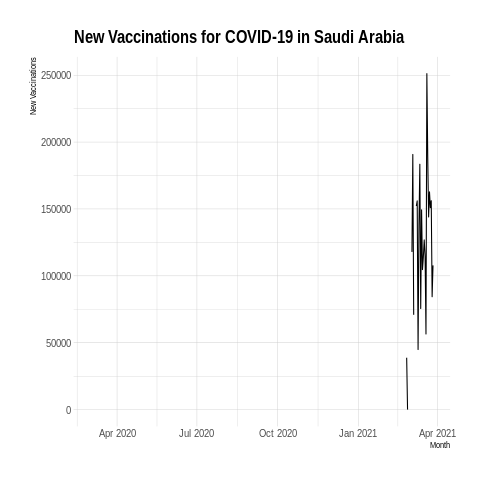 New Vaccinations for COVID-19 in Saudi Arabia
New Vaccinations
250000
200000
150000
100000
50000
0
Apr 2020 Jul 2020 Oct 2020 Jan 2021 Apr 2021
Month